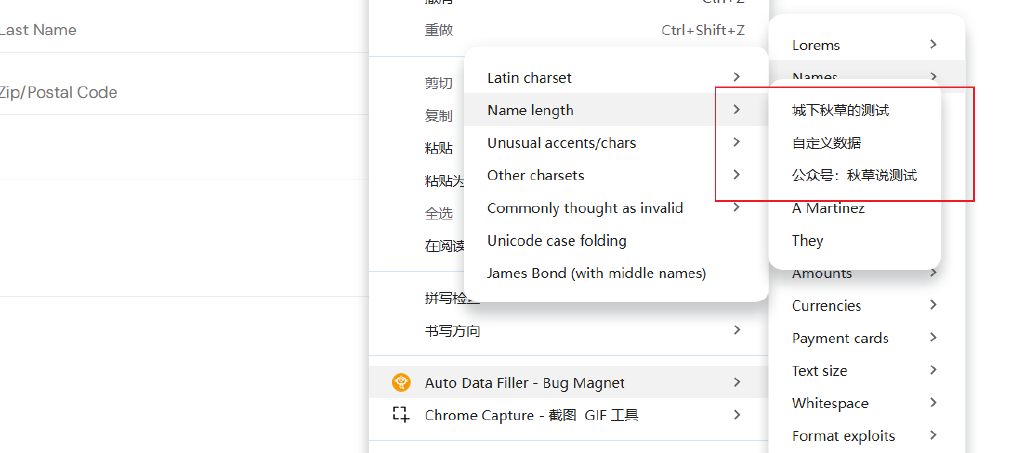 Last Name
Zip/Postal Code
Ctrl+Z
重做 Ctrl+Shift+Z
剪切
复制
粘贴
粘贴为
全选
在阅读
拼写检查
书写方向
Auto Data Filler - Bug Magnet
Chrome Capture - 截图 GIF 工具
Latin charset
Name length
Unusual accents/chars
Other charsets
Commonly thought as invalid
Unicode case folding
James Bond (with middle names)
Lorems
Names
城下秋草的测试
自定义数据
公众号：秋草说测试
A Martinez
They
Amounts
Currencies
Payment cards
Text size
Whitespace
Format exploits